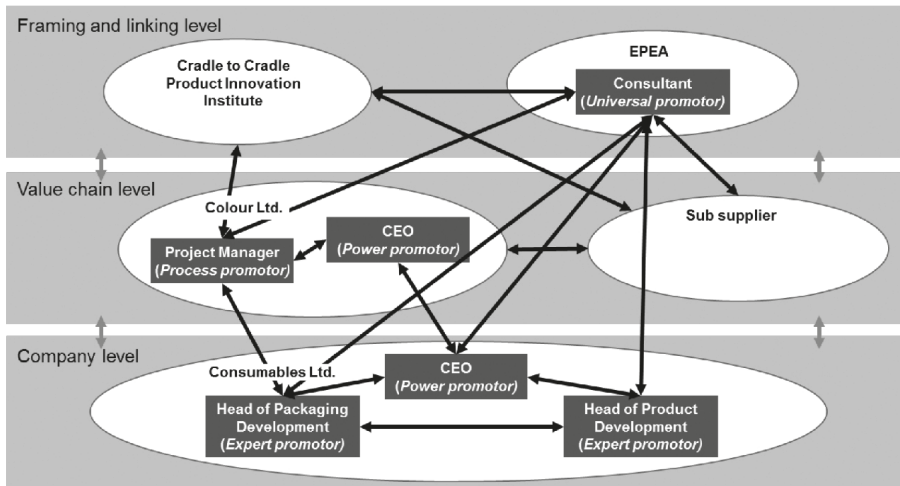 Framing and linking level
Cradle to Cradle
Product Innovation
Institute
EPEA
Consultant
(Universal promotor)
Value chain level
Colour Ltd.
Project Manager
(Process promotor)
CEO
(Power promotor)
Sub supplier
Company level
Consumables Ltd.
CEO
(Power promotor)
Head of Packaging
Development
(Expert promotor)
Head of Product
Development
(Expert promotor)